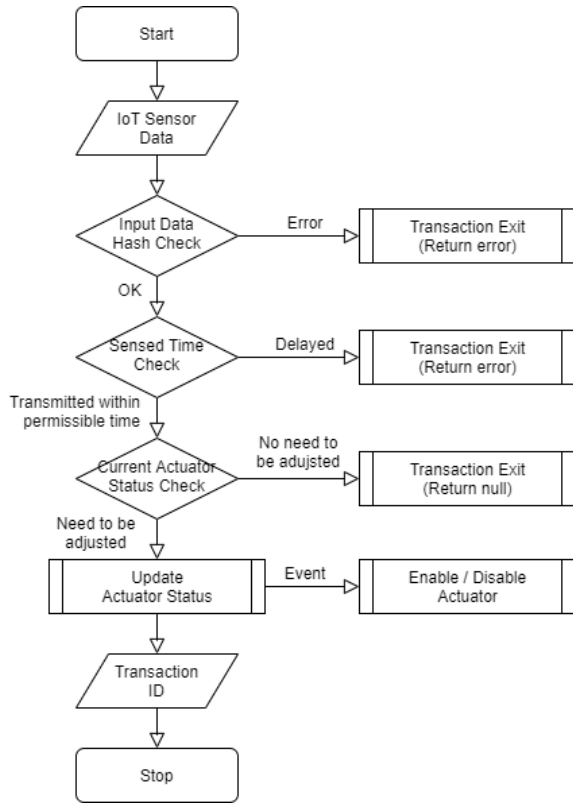 Start
IoT Sensor
Data
Input Data
Hash Check
Error
Transaction Exit
(Return error)
OK
Sensed Time
Check
Delayed
Transaction Exit
(Return error)
Transmitted within
permissible time
Current Actuator
Status Check
No need to
be adujsted
Transaction Exit
(Return null)
Need to be
adjusted
Update
Actuator Status
Event
Enable / Disable
Actuator
Transaction
ID
Stop